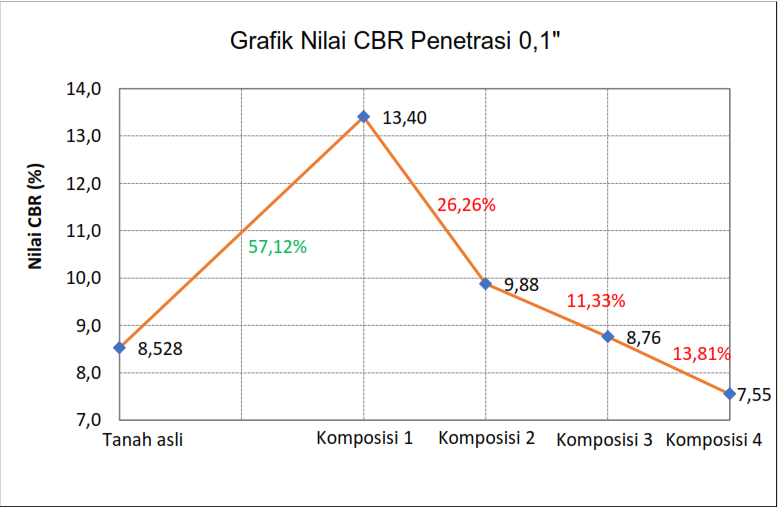 Grafik Nilai CBR Penetrasi 0,1"
Nilai CBR (%)
14,0
13,0
12,0
11,0
10,0
9,0
8,0
7,0
8,528
57,12%
13,40
26,26%
9,88
11,33%
8,76
13,81%
7,55
Tanah asli
Komposisi 1
Komposisi 2
Komposisi 3
Komposisi 4